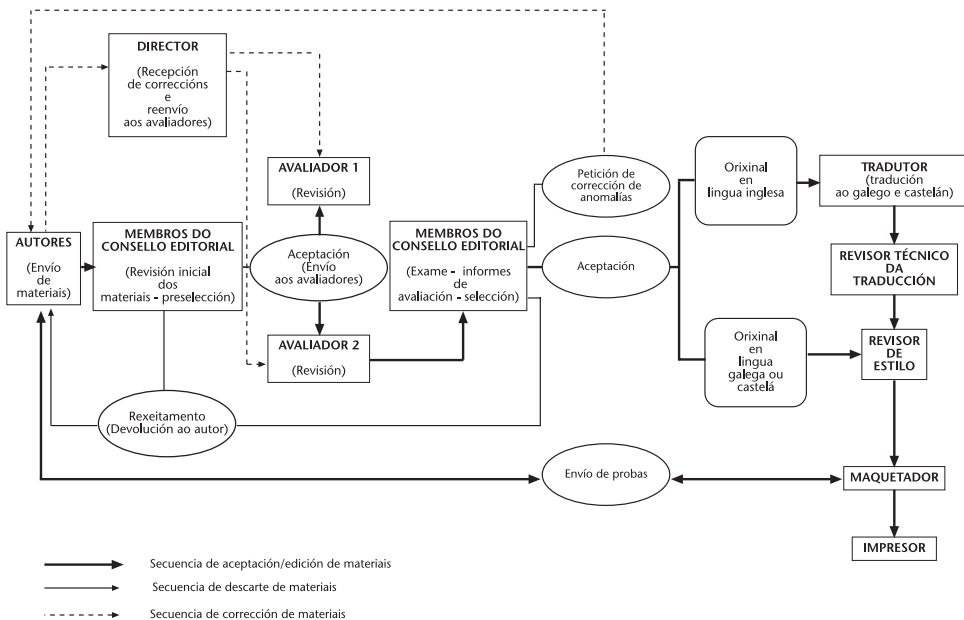 DIRECTOR
(Recepción
de correccións
e
reenvío
aos avaliadores)
AVALIADOR 1
(Revisión)
Petición de
corrección de
anomalías
Orixinal
en
lingua inglesa
TRADUTOR
(tradución
ao galego e castelán)
AUTORES
(Envío
de
materiais)
MEMBROS DO
CONSELLO EDITORIAL
(Revisión inicial
dos
materiais - preselección)
Aceptación
(Envío
aos avaliadores)
MEMBROS DO
CONSELLO EDITORIAL
(Exame - informes
de
avaliación - selección)
Aceptación
REVISOR TÉCNICO
DA
TRADUCCIÓN
AVALIADOR 2
(Revisión)
Orixinal
en
lingua
galega ou
castelá
REVISOR
DE
ESTILO
Rexeitamento
(Devolución ao autor)
Envío de probas
MAQUETADOR
IMPRESOR
Secuencia de aceptación/edición de materiais
Secuencia de descarte de materiais
Secuencia de corrección de materiais